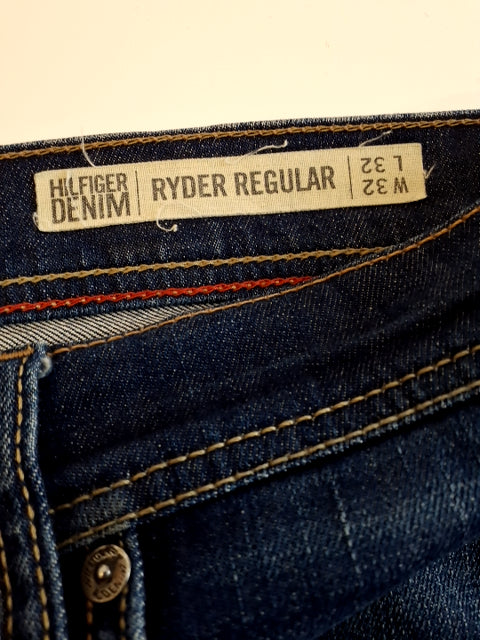 HILFIGER
DENIM
RYDER REGULAR
W 32
L 32